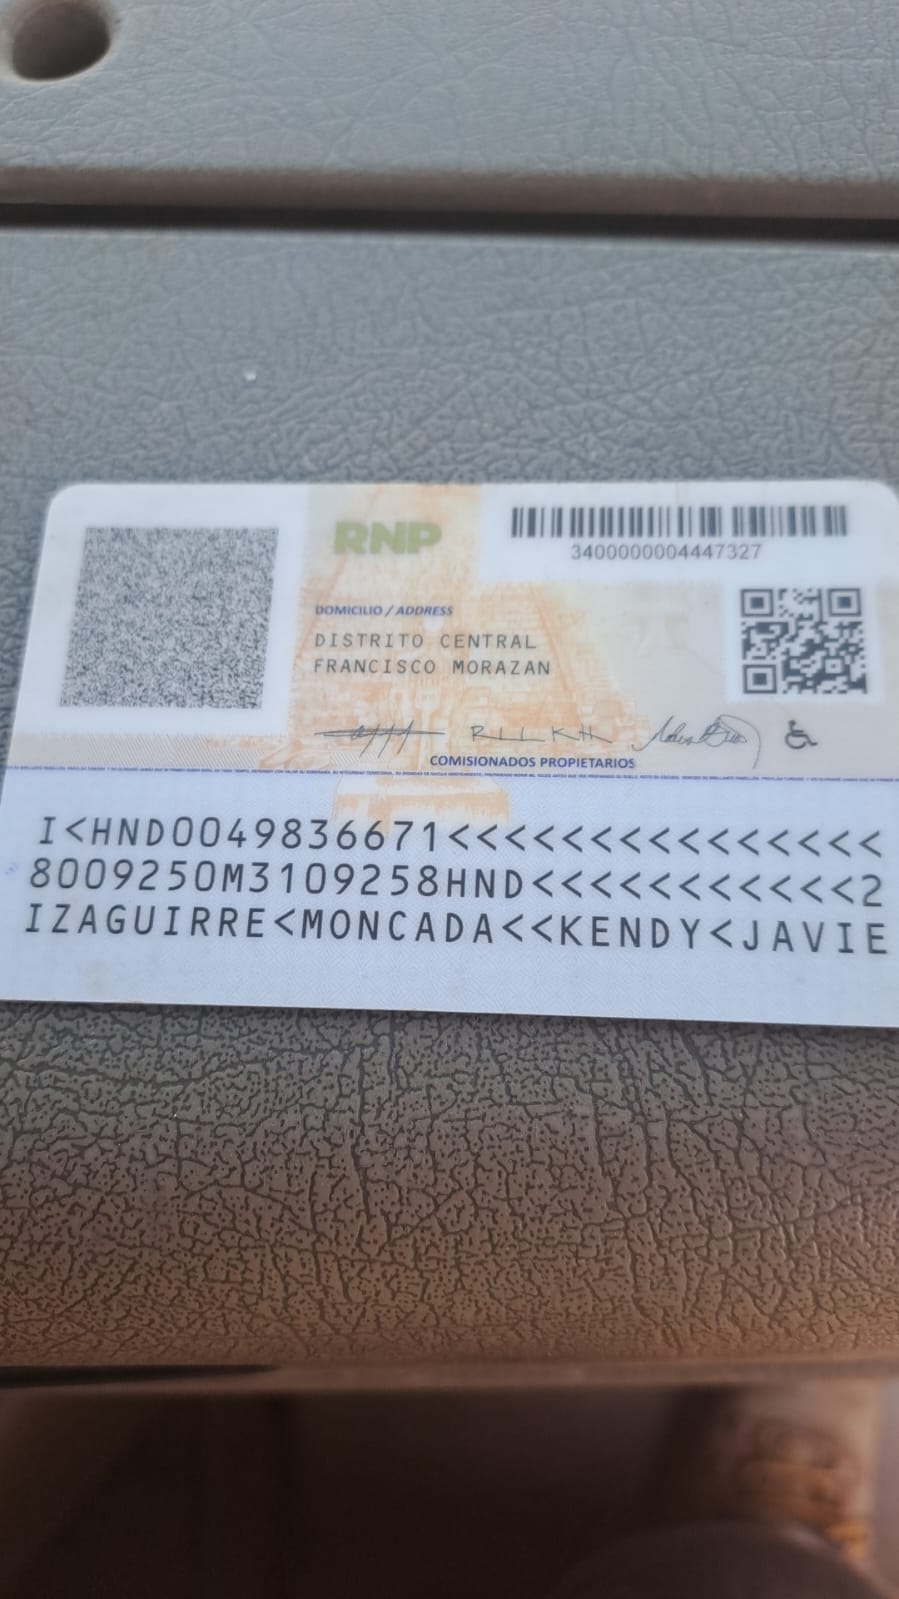 RNP
3400000004447327
DOMICILIO / ADDRESS
DISTRITO CENTRAL
FRANCISCO MORAZAN
COMISIONADOS PROPIETARIOS
I<HND0049836671<<<<<<<<<<<<<<<
8009250M3109258HND<<<<<<<<<<<2
IZAGUIRRE<MONCADA<<KENDY<JAVIE